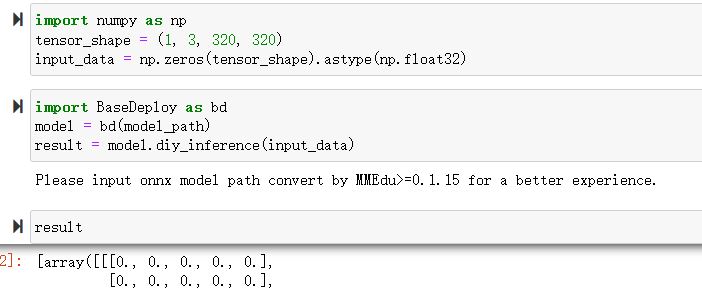 import numpy as np
tensor_shape = (1, 3, 320, 320)
input_data = np.zeros(tensor_shape).astype(np.float32)
import BaseDeploy as bd
model = bd(model_path)
result = model.diy_inference(input_data)
Please input onnx model path convert by MMEdu>=0.1.15 for a better experience.
result
2]: [array([[[0., 0., 0., 0., 0.],
[0., 0., 0., 0., 0.],